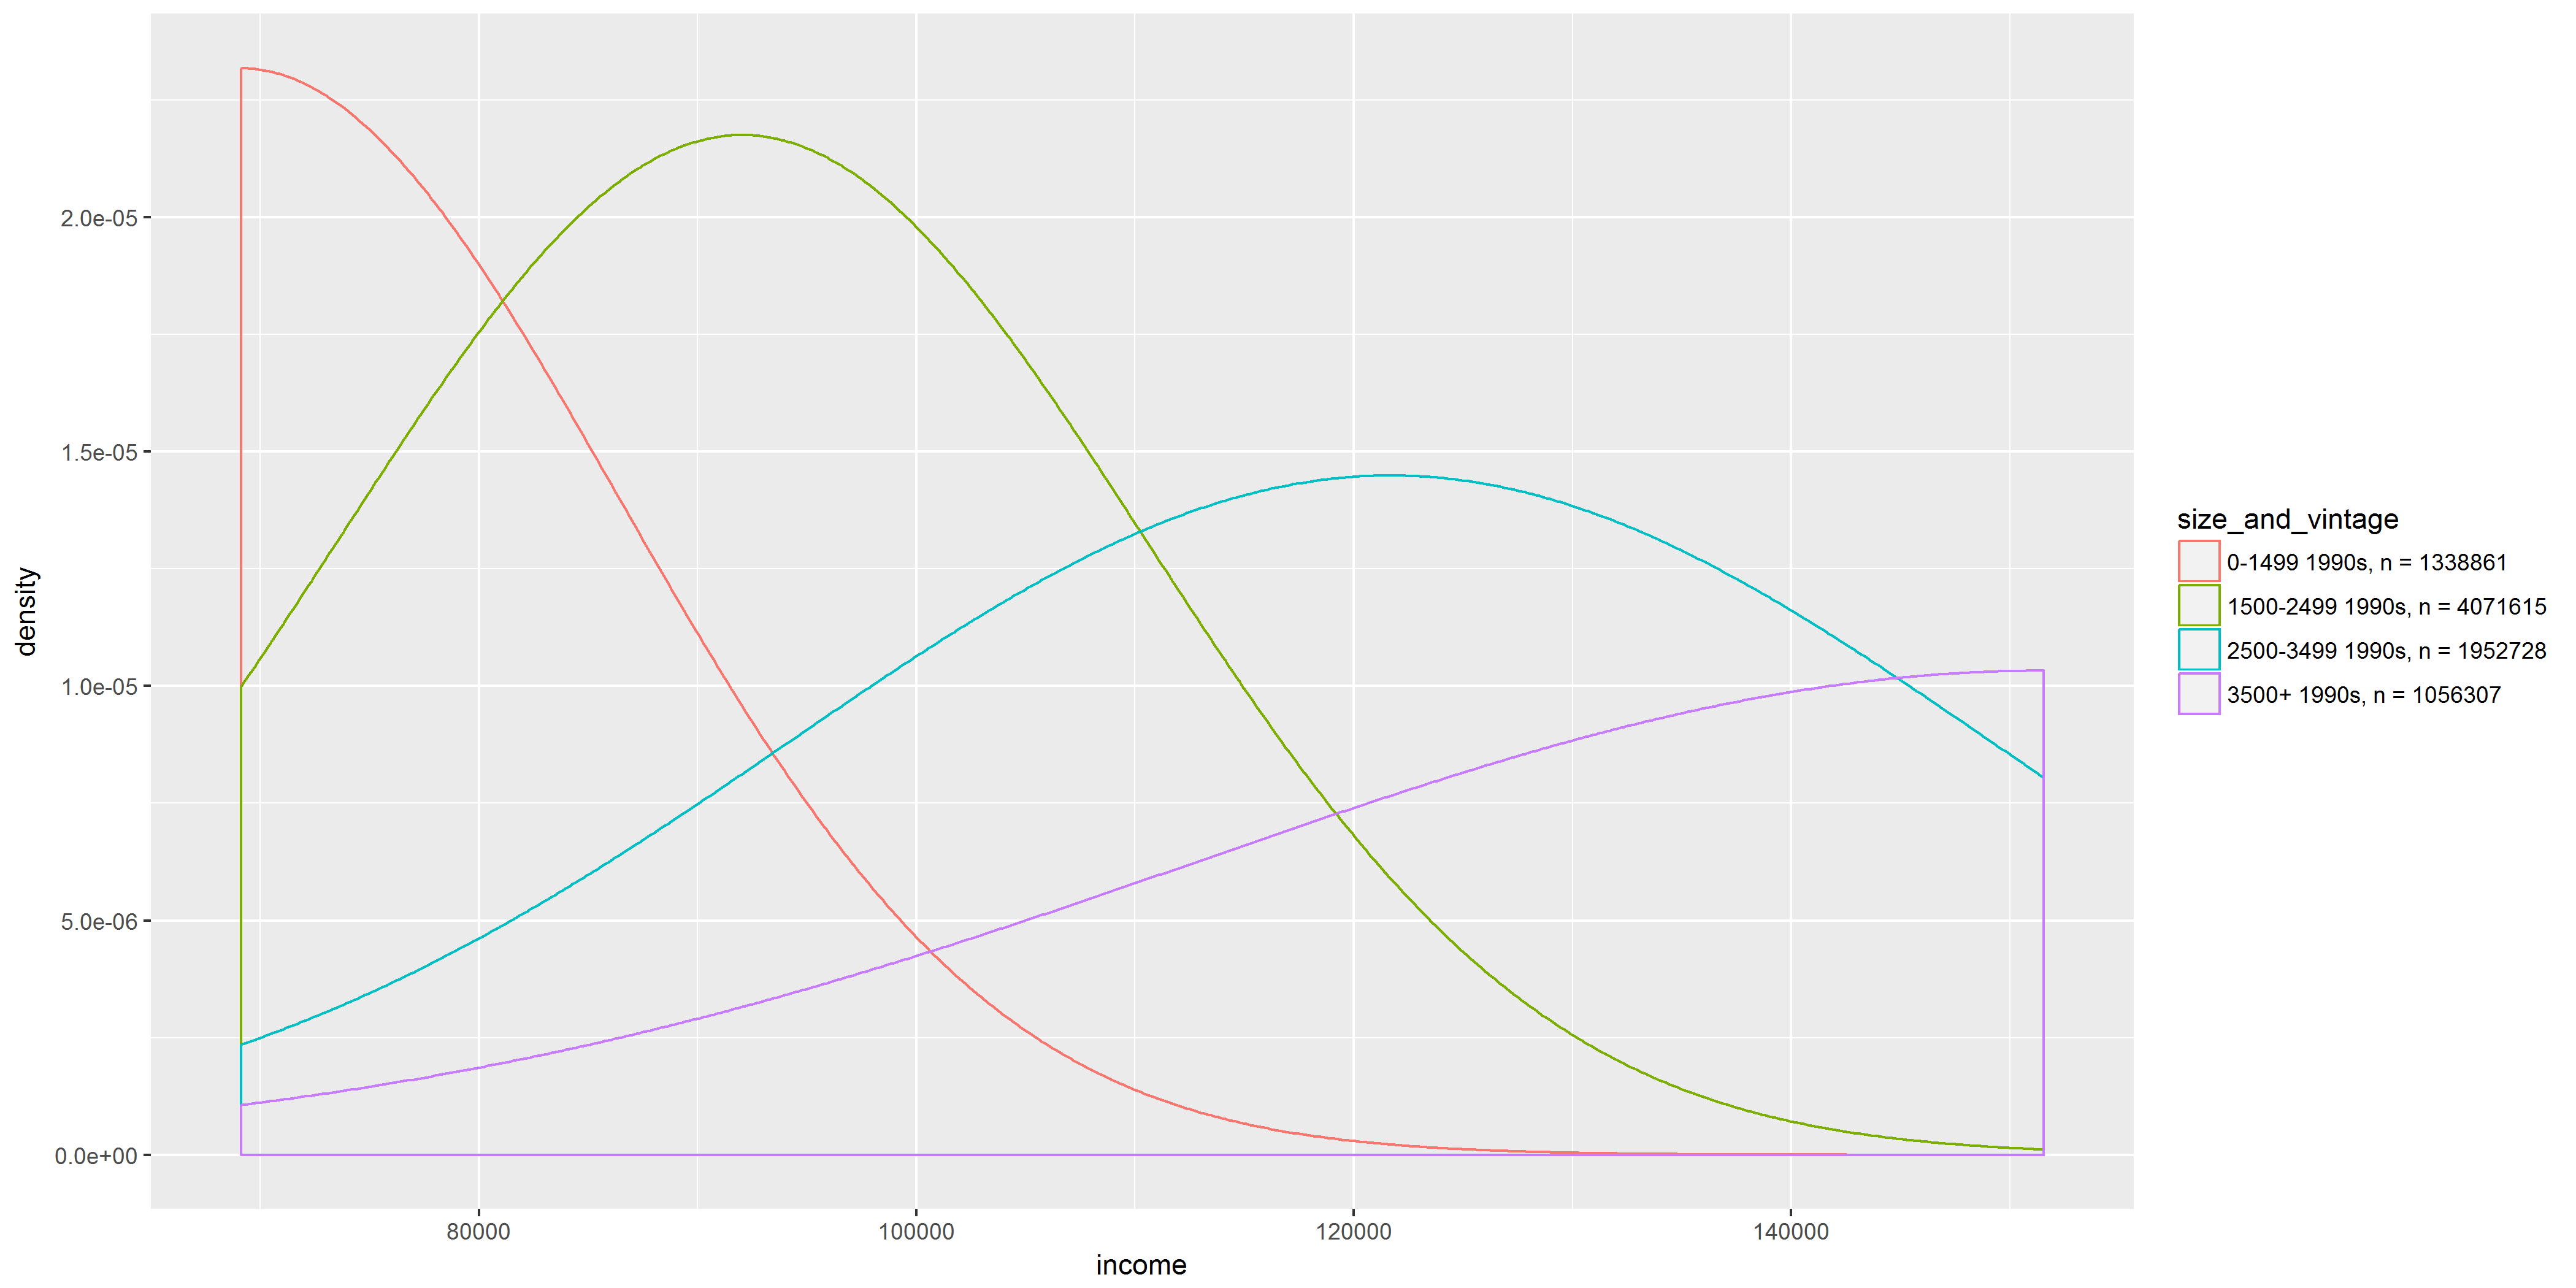 2.0e-05
1.5e-05
1.0e-05
5.0e-06
0.0e+00
density
80000 100000 120000 140000
income
size_and_vintage
0-1499 1990s, n = 1338861
1500-2499 1990s, n = 4071615
2500-3499 1990s, n = 1952728
3500+ 1990s, n = 1056307